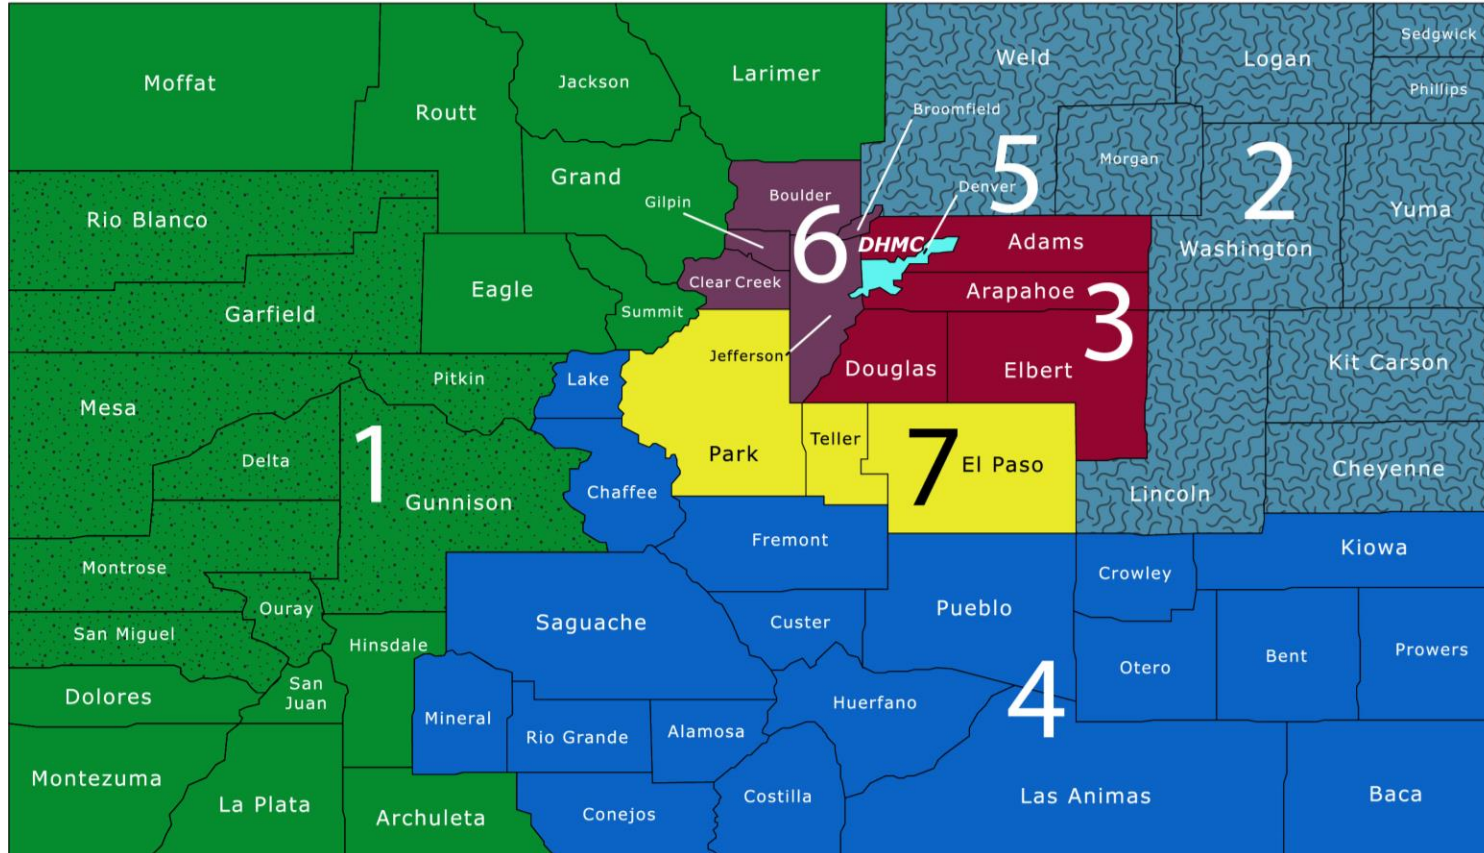 Moffat
Routt
Jackson
Larimer
Weld
Logan
Sedgwick
Phillips
Broomfield
Morgan
5
2
Denver
Yuma
Washington
Rio Blanco
Grand
Gilpin
Boulder
6
DHMC
Adams
Garfield
Eagle
Summit
Clear Creek
Arapahoe
3
Jefferson
Douglas
Elbert
Kit Carson
Mesa
Pitkin
Lake
Delta
1
Gunnison
Chaffee
Park
Teller
7
El Paso
Lincoln
Cheyenne
Montrose
Ouray
San Miguel
Hinsdale
Saguache
Fremont
Custer
Pueblo
Crowley
Kiowa
Otero
Bent
Prowers
Dolores
San
Juan
Mineral
Rio Grande
Alamosa
Huerfano
4
Montezuma
La Plata
Archuleta
Conejos
Costilla
Las Animas
Baca